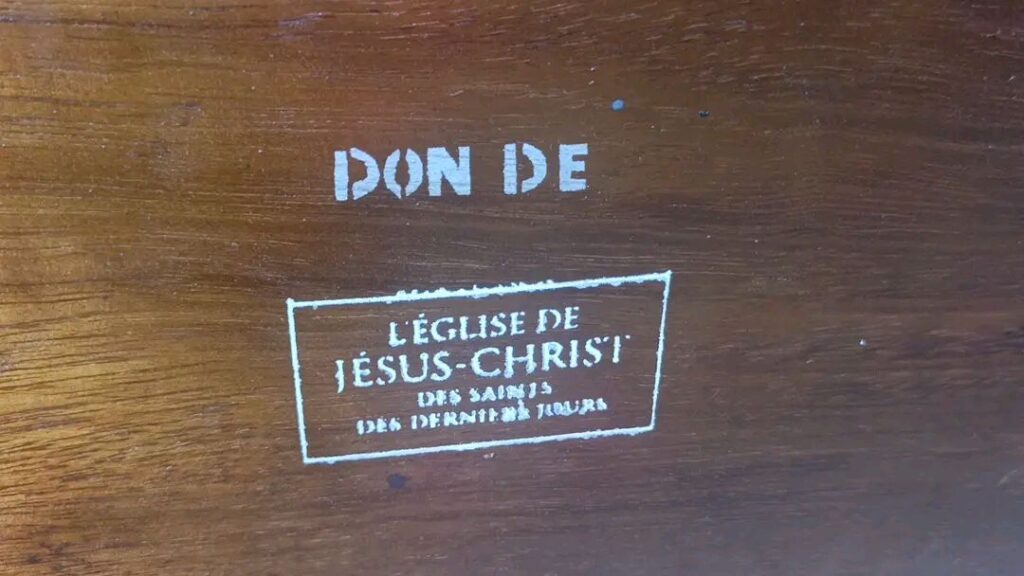 DON DE
L'ÉGLISE DE
JÉSUS-CHRIST
DES SAINTS
DES DERNIERS JOURS